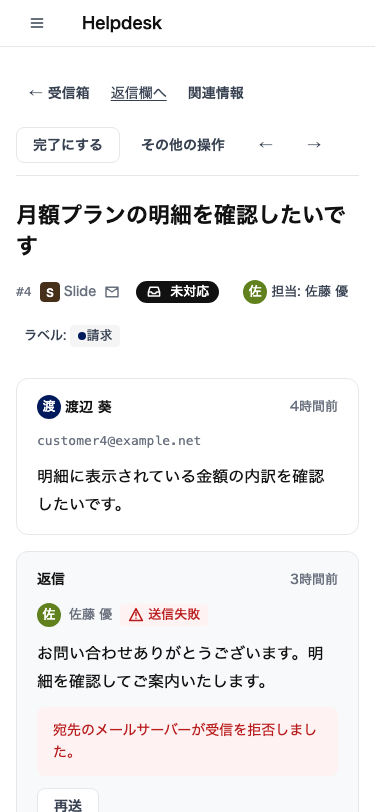 Helpdesk
← 受信箱 返信欄へ 関連情報
完了にする その他の操作 ← →
月額プランの明細を確認したいで
す
#4 S Slide 未対応 佐 担当: 佐藤 優
ラベル: 請求
渡 渡辺 葵 4時間前
customer4@example.net
明細に表示されている金額の内訳を確認
したいです。
返信 3時間前
佐 佐藤 優 送信失敗
お問い合わせありがとうございます。明
細を確認してご案内いたします。
宛先のメールサーバーが受信を拒否しまし
た。
再送